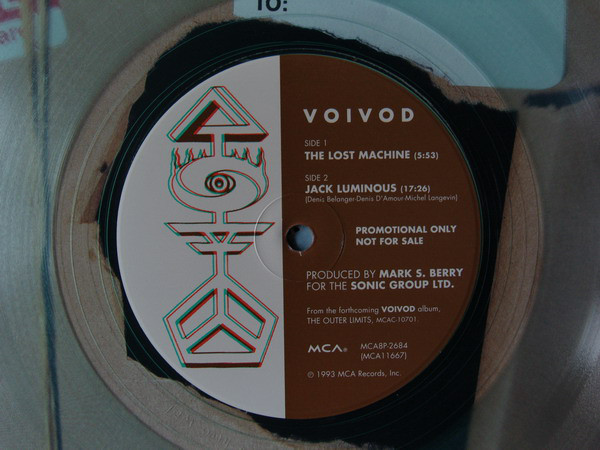 TO:
VOIVOD
SIDE 1
THE LOST MACHINE (5:53)
SIDE 2
JACK LUMINOUS (17:26)
(Denis Belanger-Denis D'Amour-Michel Langevin)
PROMOTIONAL ONLY
NOT FOR SALE
PRODUCED BY MARK S. BERRY
FOR THE SONIC GROUP LTD.
From the forthcoming VOIVOD album,
THE OUTER LIMITS, MCAC-10701.
MCA®
MCA8P-2684
(MCA11667)
℗ 1993 MCA Records, Inc.